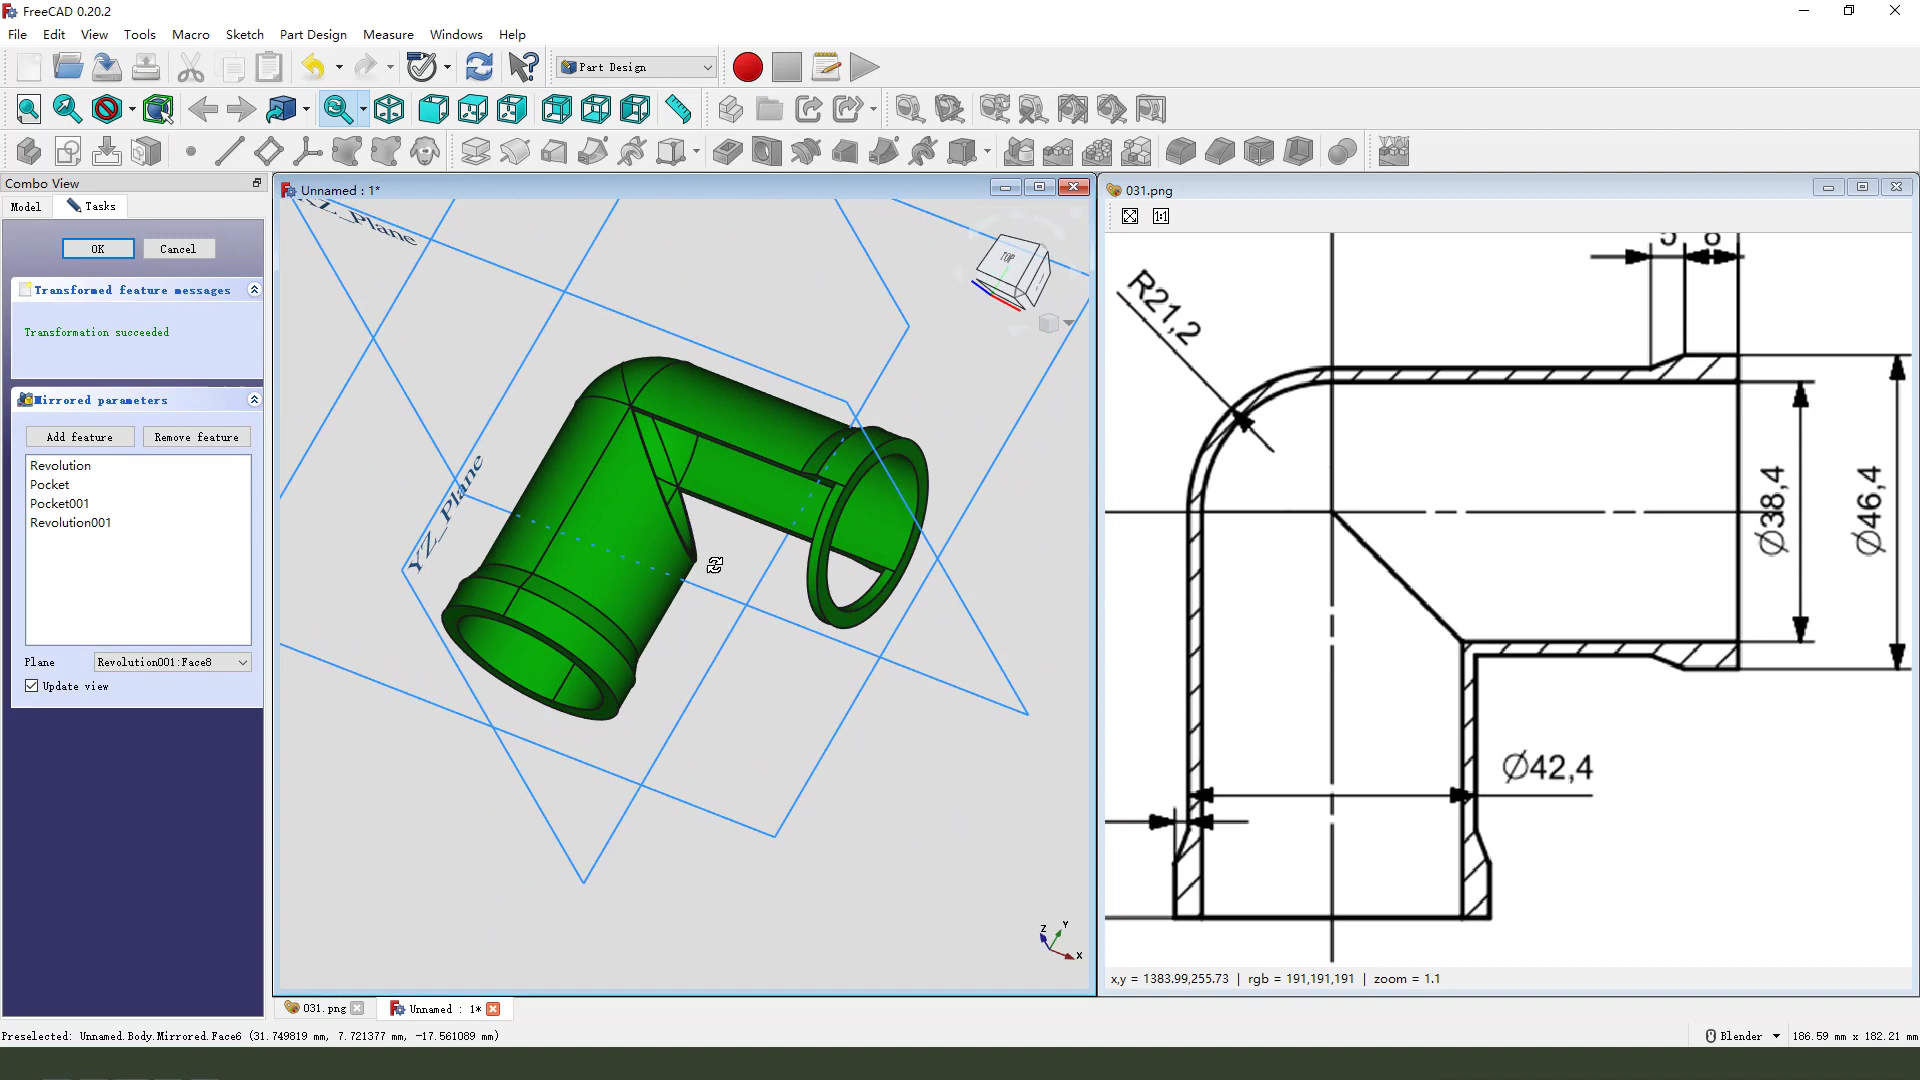 FreeCAD 0.20.2
File Edit View Tools Macro Sketch Part Design Measure Windows Help
Part Design
Combo View
Model Tasks
OK Cancel
Transformed feature messages
Transformation succeeded
Mirrored parameters
Add feature Remove feature
Revolution
Pocket
Pocket001
Revolution001
Plane Revolution001:Face8
Update view
Unnamed : 1*
XZ_Plane
TOP
YZ_Plane
Z Y
X
031.png
5 8
R21,2
Ø38,4
Ø46,4
Ø42,4
x,y = 1383.99,255.73 | rgb = 191,191,191 | zoom = 1.1
031.png Unnamed : 1*
Preselected: Unnamed.Body.Mirrored.Face6 (31.749819 mm, 7.721377 mm, -17.561089 mm)
Blender 186.59 mm x 182.21 mm